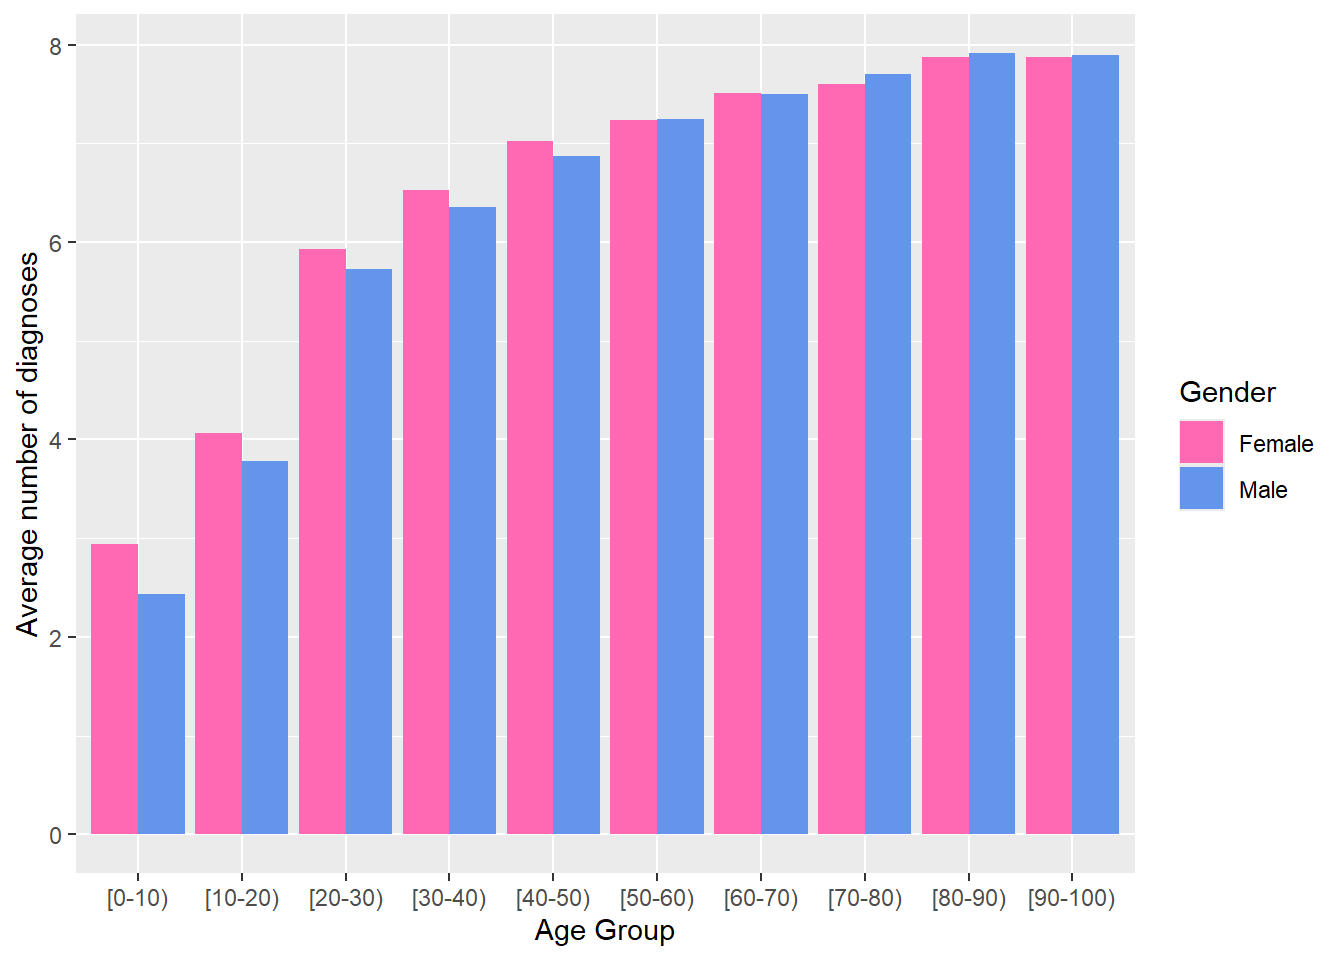 8
6
4
2
0
Average number of diagnoses
[0-10) [10-20) [20-30) [30-40) [40-50) [50-60) [60-70) [70-80) [80-90) [90-100)
Age Group
Gender
Female
Male